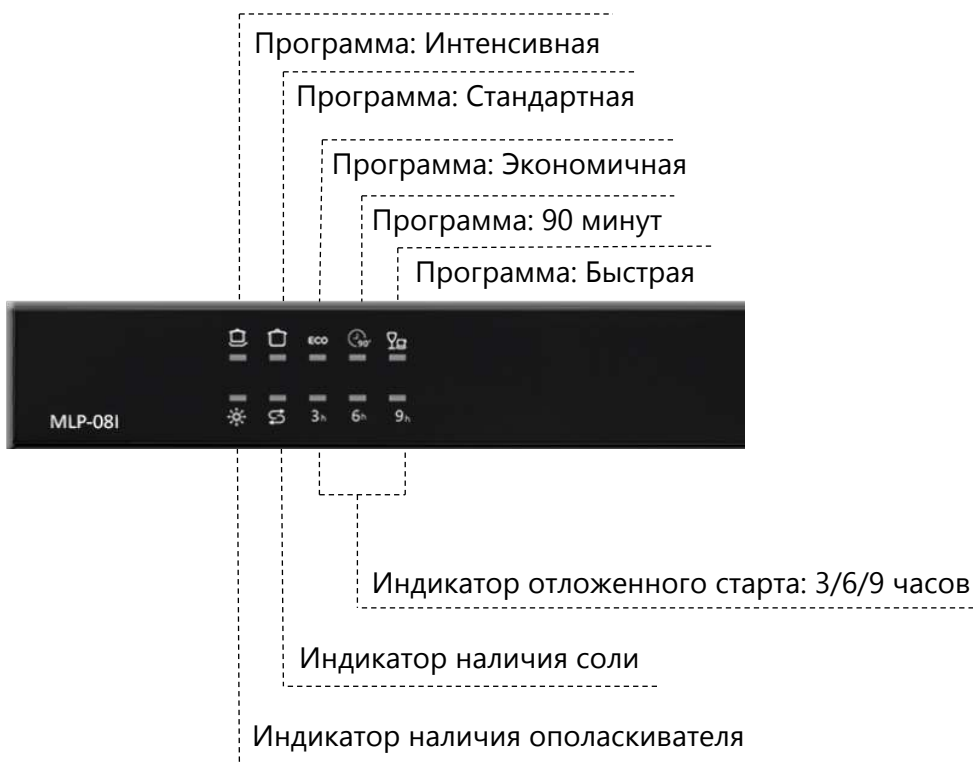 Программа: Интенсивная
Программа: Стандартная
Программа: Экономичная
Программа: 90 минут
Программа: Быстрая
ECO 90'
MLP-08I 3h 6h 9h
Индикатор отложенного старта: 3/6/9 часов
Индикатор наличия соли
Индикатор наличия ополаскивателя